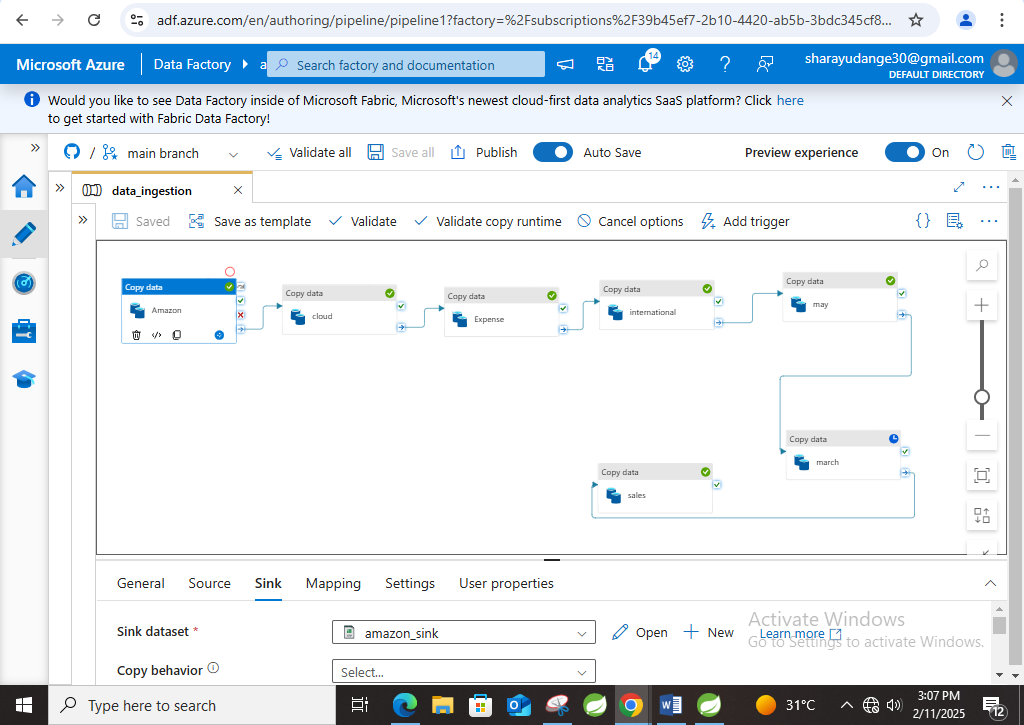 adf.azure.com/en/authoring/pipeline/pipeline1?factory=%2Fsubscriptions%2F39b45ef7-2b10-4420-ab5b-3bdc345cf8...
Microsoft Azure
Data Factory
a
Search factory and documentation
14
sharayudange30@gmail.com
DEFAULT DIRECTORY
Would you like to see Data Factory inside of Microsoft Fabric, Microsoft's newest cloud-first data analytics SaaS platform? Click here
to get started with Fabric Data Factory!
/ main branch
Validate all
Save all
Publish
Auto Save
Preview experience
On
data_ingestion
Saved
Save as template
Validate
Validate copy runtime
Cancel options
Add trigger
{}
Copy data
Amazon
Copy data
cloud
Copy data
Expense
Copy data
international
Copy data
may
Copy data
march
Copy data
sales
General
Source
Sink
Mapping
Settings
User properties
Sink dataset *
amazon_sink
Open
New
Learn more
Copy behavior
Select...
Activate Windows
Go to Settings to activate Windows.
Type here to search
31°C
3:07 PM
2/11/2025
12